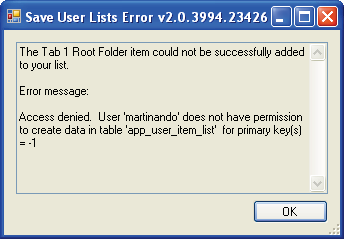 Save User Lists Error v2.0.3994.23426
The Tab 1 Root Folder item could not be successfully added
to your list.
Error message:
Access denied.  User 'martinando' does not have permission
to create data in table 'app_user_item_list'  for primary key(s)
= -1
OK